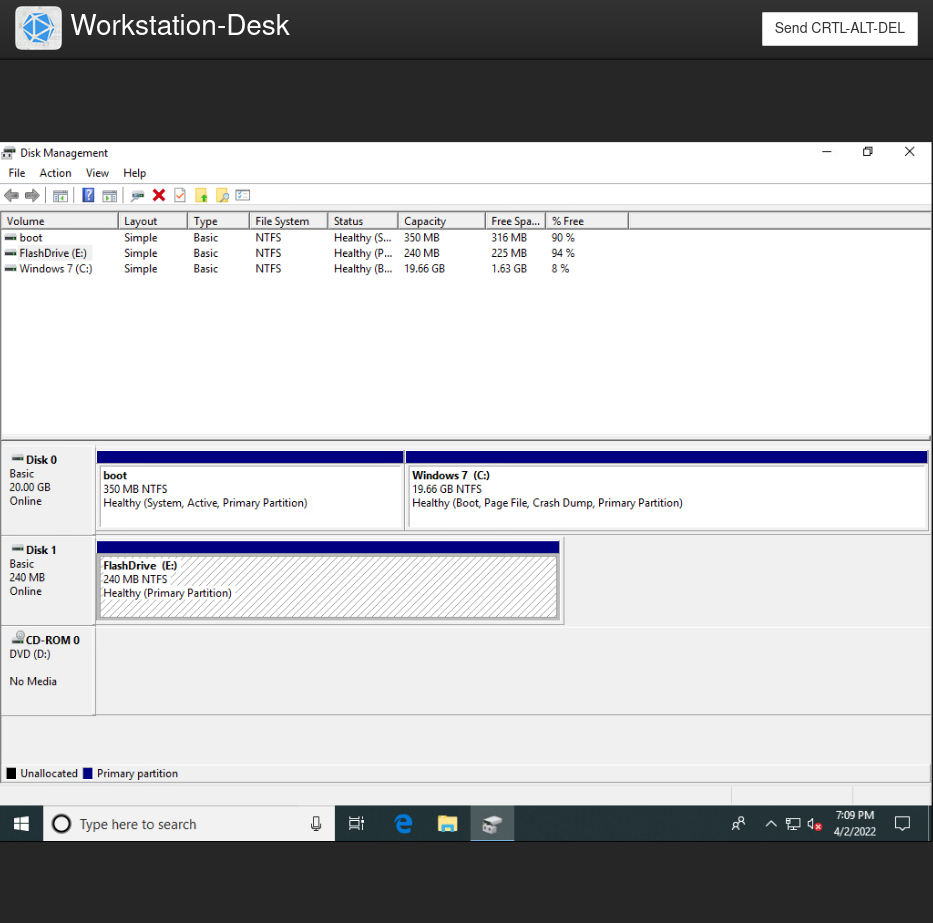 Workstation-Desk
Send CRTL-ALT-DEL
Disk Management
File Action View Help
Volume Layout Type File System Status Capacity Free Spa... % Free
boot Simple Basic NTFS Healthy (S... 350 MB 316 MB 90 %
FlashDrive (E:) Simple Basic NTFS Healthy (P... 240 MB 225 MB 94 %
Windows 7 (C:) Simple Basic NTFS Healthy (B... 19.66 GB 1.63 GB 8 %
Disk 0
Basic
20.00 GB
Online
boot
350 MB NTFS
Healthy (System, Active, Primary Partition)
Windows 7 (C:)
19.66 GB NTFS
Healthy (Boot, Page File, Crash Dump, Primary Partition)
Disk 1
Basic
240 MB
Online
FlashDrive (E:)
240 MB NTFS
Healthy (Primary Partition)
CD-ROM 0
DVD (D:)
No Media
Unallocated Primary partition
Type here to search
7:09 PM
4/2/2022